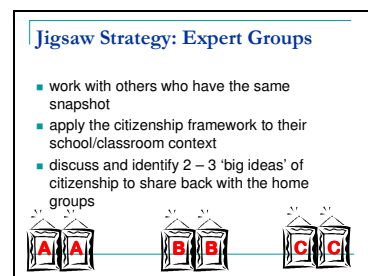 Jigsaw Strategy: Expert Groups
▪ work with others who have the same
snapshot
▪ apply the citizenship framework to their
school/classroom context
▪ discuss and identify 2 – 3 ‘big ideas’ of
citizenship to share back with the home
groups
A A B B C C